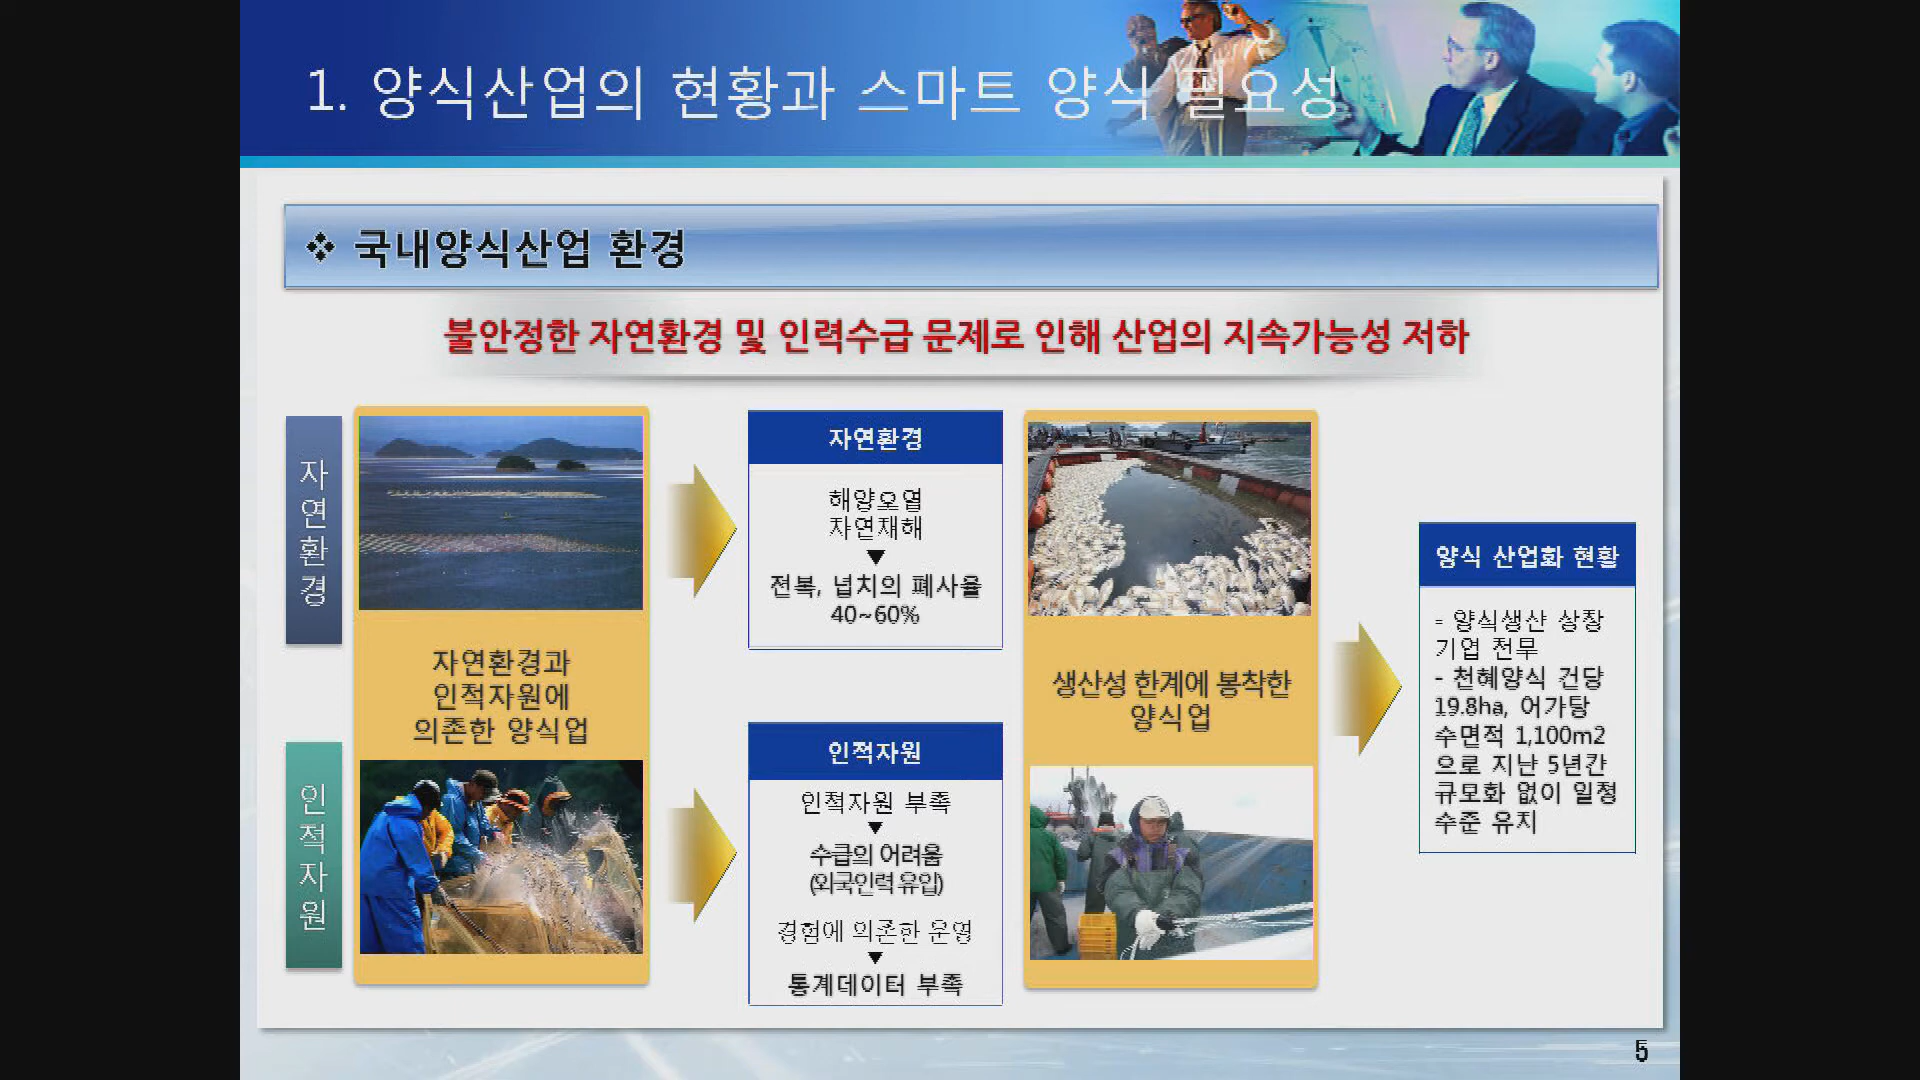 1. 양식산업의 현황과 스마트 양식 필요성
❖ 국내양식산업 환경
불안정한 자연환경 및 인력수급 문제로 인해 산업의 지속가능성 저하
자연환경
자연환경과
인적자원에
의존한 양식업
인적자원
자연환경
해양오염
자연재해
▼
전복, 넙치의 폐사율
40~60%
인적자원
인적자원 부족
▼
수급의 어려움
(외국인력 유입)
경험에 의존한 운영
▼
통계데이터 부족
생산성 한계에 봉착한
양식업
양식 산업화 현황
- 양식생산 상장
기업 전무
- 천혜양식 건당
19.8ha, 어가당
수면적 1,100m2
으로 지난 5년간
규모화 없이 일정
수준 유지
5